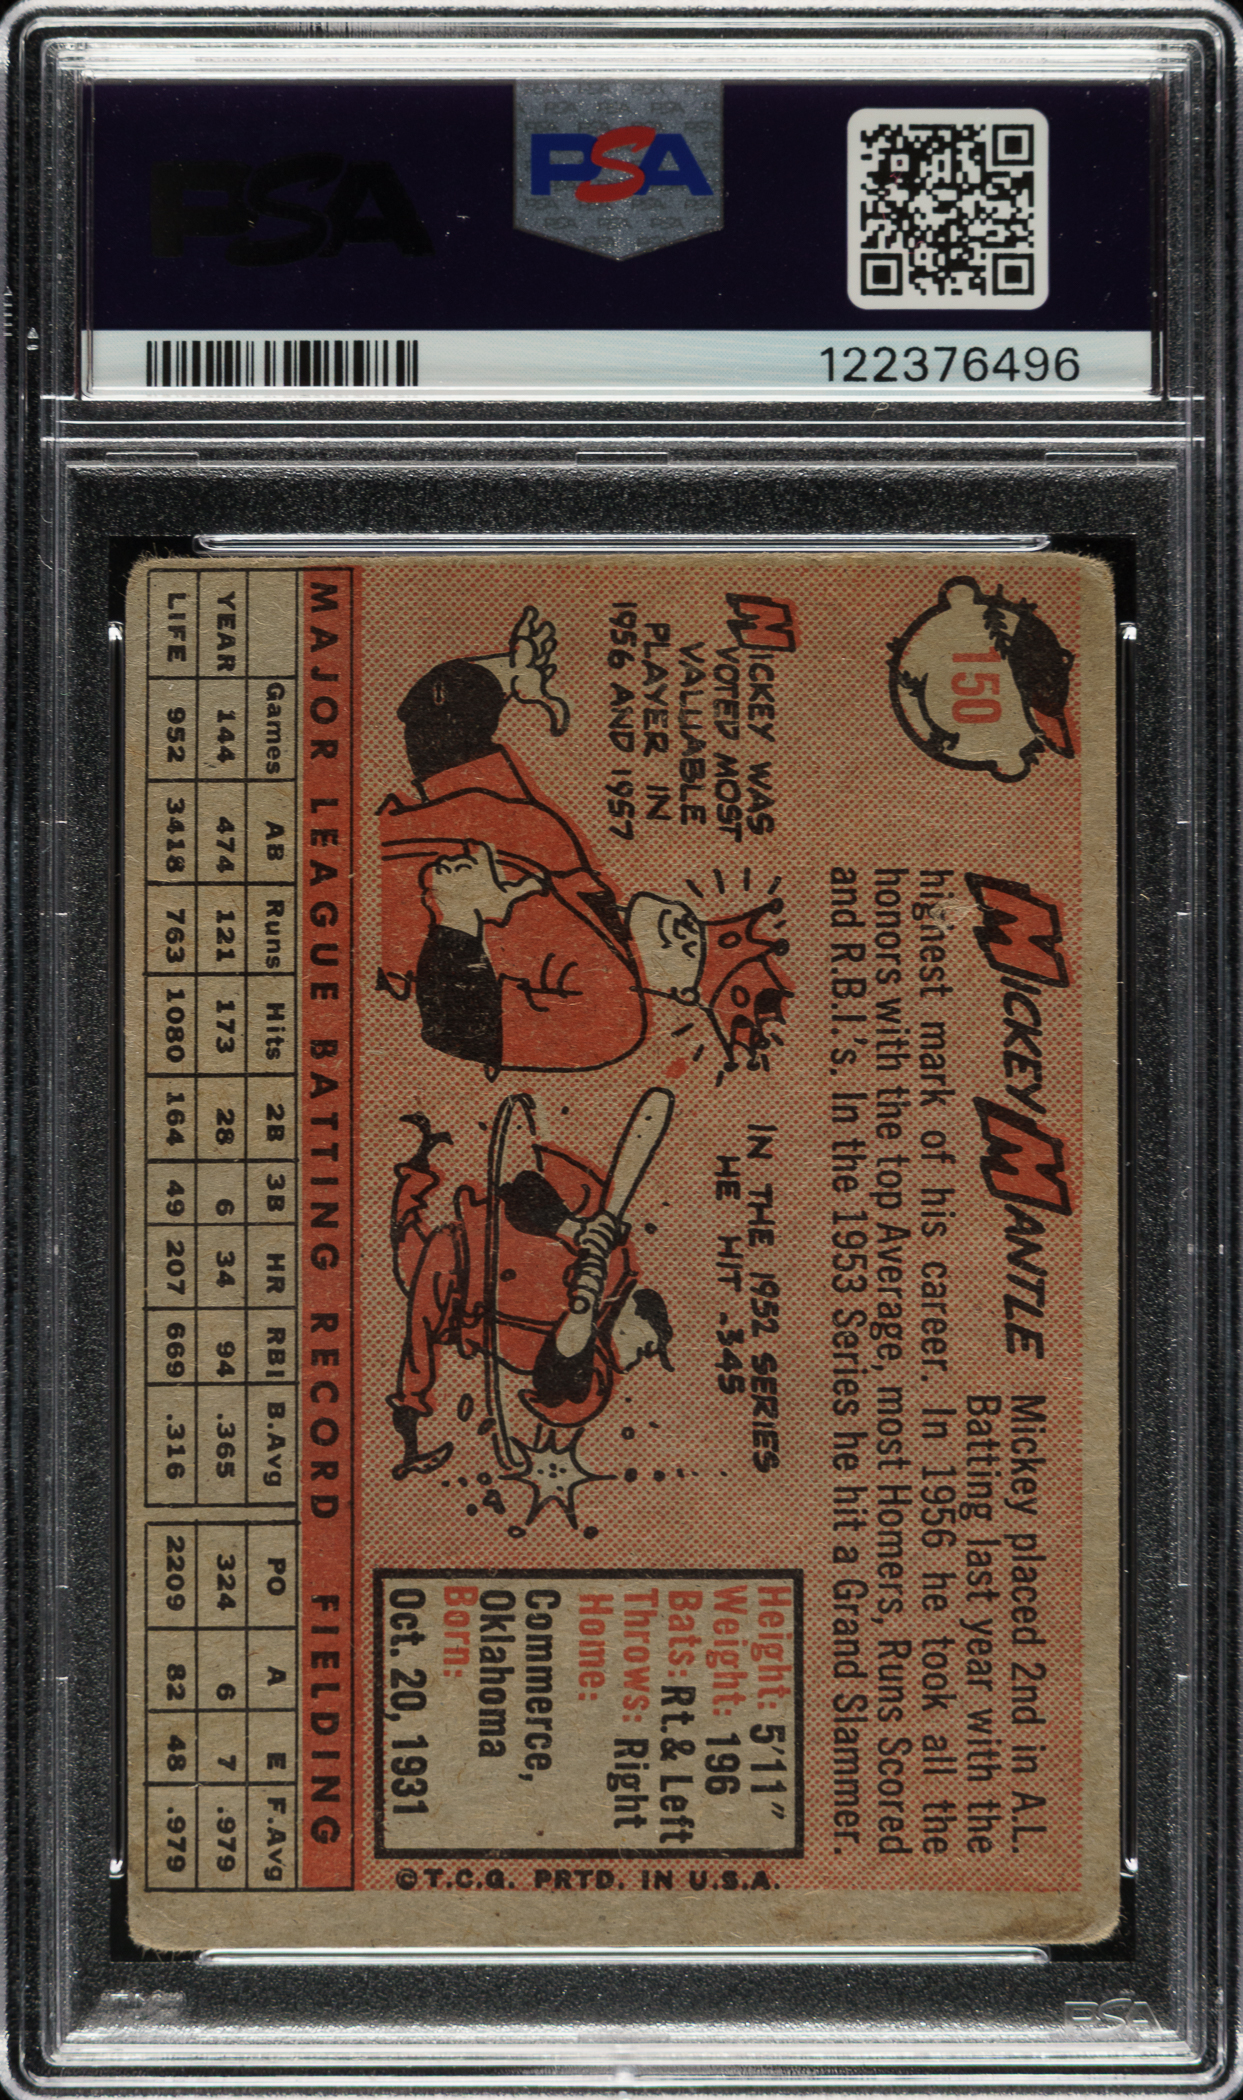 PSA
PSA
122376496
150
MICKEY MANTLE
Mickey placed 2nd in A.L.
Batting last year with the
highest mark of his career. In 1956 he took all the
honors with the top Average, most Homers, Runs Scored
and R.B.I.'s. In the 1953 Series he hit a Grand Slammer.
MICKEY WAS
VOTED MOST
VALUABLE
PLAYER IN
1956 AND 1957
IN THE 1952 SERIES
HE HIT .345
Height: 5'11"
Weight: 196
Bats: Rt. & Left
Throws: Right
Home:
Commerce,
Oklahoma
Born:
Oct. 20, 1931
© T.C.G. PRTD. IN U.S.A.
MAJOR LEAGUE BATTING RECORD FIELDING
Games AB Runs Hits 2B 3B HR RBI B.Avg PO A E F.Avg
YEAR 144 474 121 173 28 6 34 94 .365 324 6 7 .979
LIFE 952 3418 763 1080 164 49 207 669 .316 2209 82 48 .979
PSA